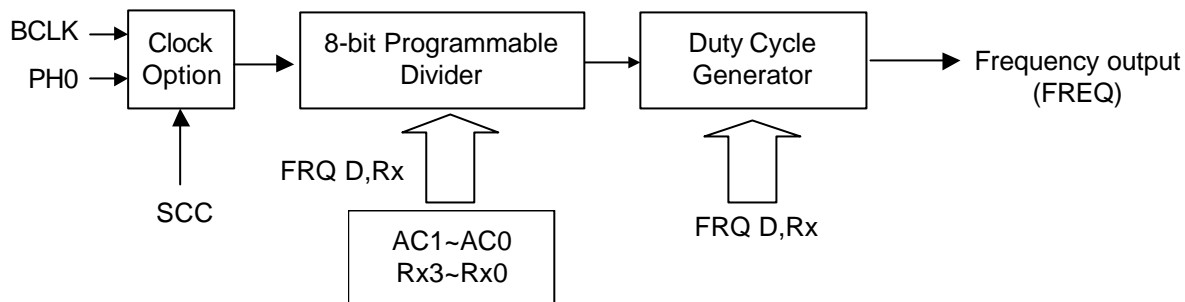 BCLK
PH0
Clock
Option
8-bit Programmable
Divider
Duty Cycle
Generator
Frequency output
(FREQ)
SCC
FRQ D,Rx
AC1~AC0
Rx3~Rx0
FRQ D,Rx